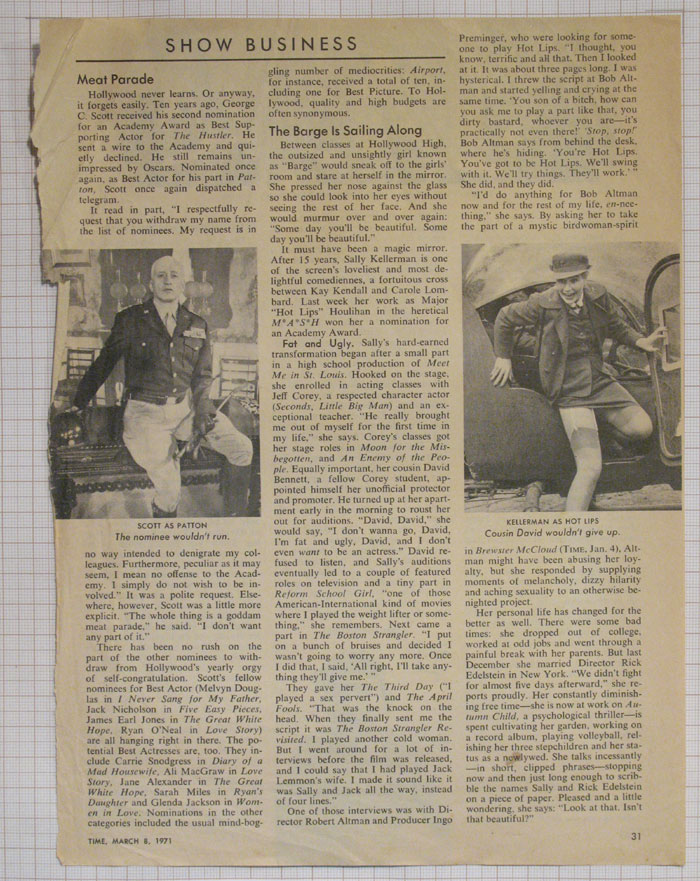 SHOW BUSINESS
Meat Parade
Hollywood never learns. Or anyway,
it forgets easily. Ten years ago, George
C. Scott received his second nomination
for an Academy Award as Best Sup-
porting Actor for The Hustler. He
sent a wire to the Academy and qui-
etly declined. He still remains un-
impressed by Oscars. Nominated once
again, as Best Actor for his part in Pat-
ton, Scott once again dispatched a
telegram.
It read in part, "I respectfully re-
quest that you withdraw my name from
the list of nominees. My request is in
SCOTT AS PATTON
The nominee wouldn't run.
no way intended to denigrate my col-
leagues. Furthermore, peculiar as it may
seem, I mean no offense to the Acad-
emy. I simply do not wish to be in-
volved." It was a polite request. Else-
where, however, Scott was a little more
explicit. "The whole thing is a goddam
meat parade," he said. "I don't want
any part of it."
There has been no rush on the
part of the other nominees to with-
draw from Hollywood's yearly orgy
of self-congratulation. Scott's fellow
nominees for Best Actor (Melvyn Doug-
las in I Never Sang for My Father,
Jack Nicholson in Five Easy Pieces,
James Earl Jones in The Great White
Hope, Ryan O'Neal in Love Story)
are all hanging right in there. The po-
tential Best Actresses are, too. They in-
clude Carrie Snodgress in Diary of a
Mad Housewife, Ali MacGraw in Love
Story, Jane Alexander in The Great
White Hope, Sarah Miles in Ryan's
Daughter and Glenda Jackson in Wom-
en in Love. Nominations in the other
categories included the usual mind-bog-
gling number of mediocrities: Airport,
for instance, received a total of ten, in-
cluding one for Best Picture. To Hol-
lywood, quality and high budgets are
often synonymous.
The Barge Is Sailing Along
Between classes at Hollywood High,
the outsized and unsightly girl known
as "Barge" would sneak off to the girls'
room and stare at herself in the mirror.
She pressed her nose against the glass
so she could look into her eyes without
seeing the rest of her face. And she
would murmur over and over again:
"Some day you'll be beautiful. Some
day you'll be beautiful."
It must have been a magic mirror.
After 15 years, Sally Kellerman is one
of the screen's loveliest and most de-
lightful comediennes, a fortuitous cross
between Kay Kendall and Carole Lom-
bard. Last week her work as Major
"Hot Lips" Houlihan in the heretical
M*A*S*H won her a nomination for
an Academy Award.
Fat and Ugly. Sally's hard-earned
transformation began after a small part
in a high school production of Meet
Me in St. Louis. Hooked on the stage,
she enrolled in acting classes with
Jeff Corey, a respected character actor
(Seconds, Little Big Man) and an ex-
ceptional teacher. "He really brought
me out of myself for the first time in
my life," she says. Corey's classes got
her stage roles in Moon for the Mis-
begotten, and An Enemy of the Peo-
ple. Equally important, her cousin David
Bennett, a fellow Corey student, ap-
pointed himself her unofficial protector
and promoter. He turned up at her apart-
ment early in the morning to roust her
out for auditions. "David, David," she
would say, "I don't wanna go, David,
I'm fat and ugly, David, and I don't
even want to be an actress." David re-
fused to listen, and Sally's auditions
eventually led to a couple of featured
roles on television and a tiny part in
Reform School Girl, "one of those
American-International kind of movies
where I played the weight lifter or some-
thing," she remembers. Next came a
part in The Boston Strangler. "I put
on a bunch of bruises and decided I
wasn't going to worry any more. Once
I did that, I said, 'All right, I'll take any-
thing they'll give me.' "
They gave her The Third Day ("I
played a sex pervert") and The April
Fools. "That was the knock on the
head. When they finally sent me the
script it was The Boston Strangler Re-
visited. I played another cold woman.
But I went around for a lot of in-
terviews before the film was released,
and I could say that I had played Jack
Lemmon's wife. I made it sound like it
was Sally and Jack all the way, instead
of four lines."
One of those interviews was with Di-
rector Robert Altman and Producer Ingo
Preminger, who were looking for some-
one to play Hot Lips. "I thought, you
know, terrific and all that. Then I looked
at it. It was about three pages long. I was
hysterical. I threw the script at Bob Alt-
man and started yelling and crying at the
same time. 'You son of a bitch, how can
you ask me to play a part like that, you
dirty bastard, whoever you are—it's
practically not even there!' 'Stop, stop!'
Bob Altman says from behind the desk,
where he's hiding. 'You're Hot Lips.
You've got to be Hot Lips. We'll swing
with it. We'll try things. They'll work.' "
She did, and they did.
"I'd do anything for Bob Altman
now and for the rest of my life, en-nee-
thing," she says. By asking her to take
the part of a mystic birdwoman-spirit
KELLERMAN AS HOT LIPS
Cousin David wouldn't give up.
in Brewster McCloud (TIME, Jan. 4), Alt-
man might have been abusing her loy-
alty, but she responded by supplying
moments of melancholy, dizzy hilarity
and aching sexuality to an otherwise be-
nighted project.
Her personal life has changed for the
better as well. There were some bad
times: she dropped out of college,
worked at odd jobs and went through a
painful break with her parents. But last
December she married Director Rick
Edelstein in New York. "We didn't fight
for almost five days afterward," she re-
ports proudly. Her constantly diminish-
ing free time—she is now at work on Au-
tumn Child, a psychological thriller—is
spent cultivating her garden, working on
a record album, playing volleyball, rel-
ishing her three stepchildren and her sta-
tus as a newlywed. She talks incessantly
—in short, clipped phrases—stopping
now and then just long enough to scrib-
ble the names Sally and Rick Edelstein
on a piece of paper. Pleased and a little
wondering, she says: "Look at that. Isn't
that beautiful?"
TIME, MARCH 8, 1971
31